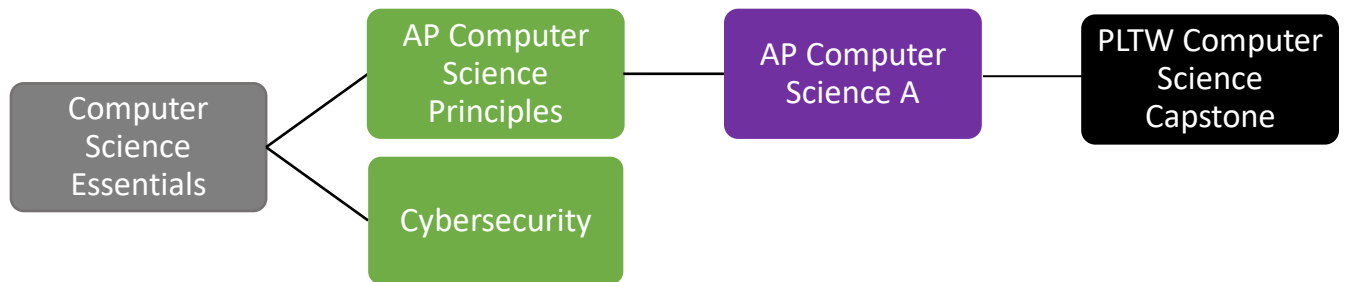 Computer
Science
Essentials
AP Computer
Science
Principles
Cybersecurity
AP Computer
Science A
PLTW Computer
Science
Capstone